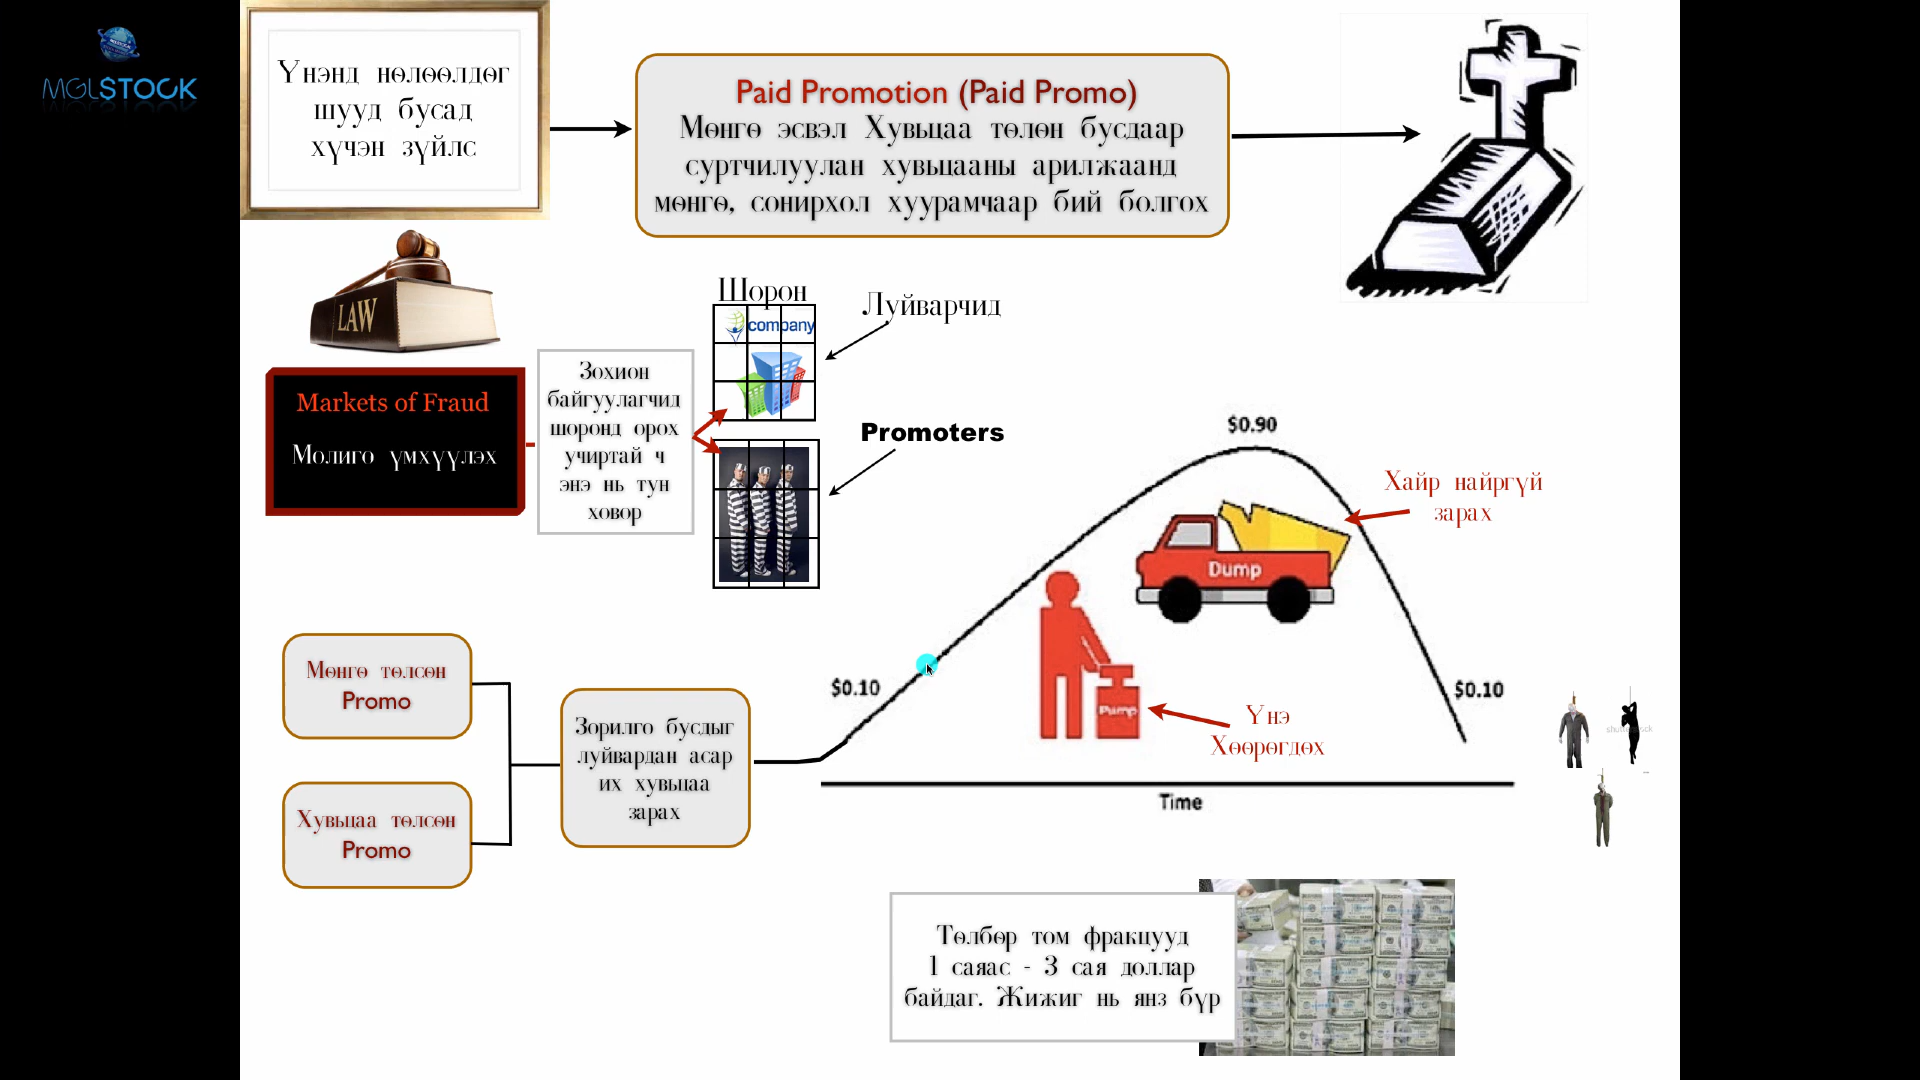 MGLSTOCK
Үнэнд нөлөөлдөг
шууд бусад
хүчэн зүйлс
Paid Promotion (Paid Promo)
Мөнгө эсвэл Хувьцаа төлөн бусдаар
суртчилуулан хувьцааны арилжаанд
мөнгө, сонирхол хуурамчаар бий болгох
LAW
Markets of Fraud
Молиго үмхүүлэх
Зохион
байгуулагчид
шоронд орох
учиртай ч
энэ нь тун
ховор
Шорон
company
Луйварчид
Promoters
$0.90
Хайр найргүй
зарах
Dump
$0.10
Pump
Үнэ
Хөөрөгдөх
$0.10
Time
Мөнгө төлсөн
Promo
Хувьцаа төлсөн
Promo
Зорилго бусдыг
луйвардан асар
их хувьцаа
зарах
Төлбөр том фракцууд
1 саяас - 3 сая доллар
байдаг. Жижиг нь янз бүр